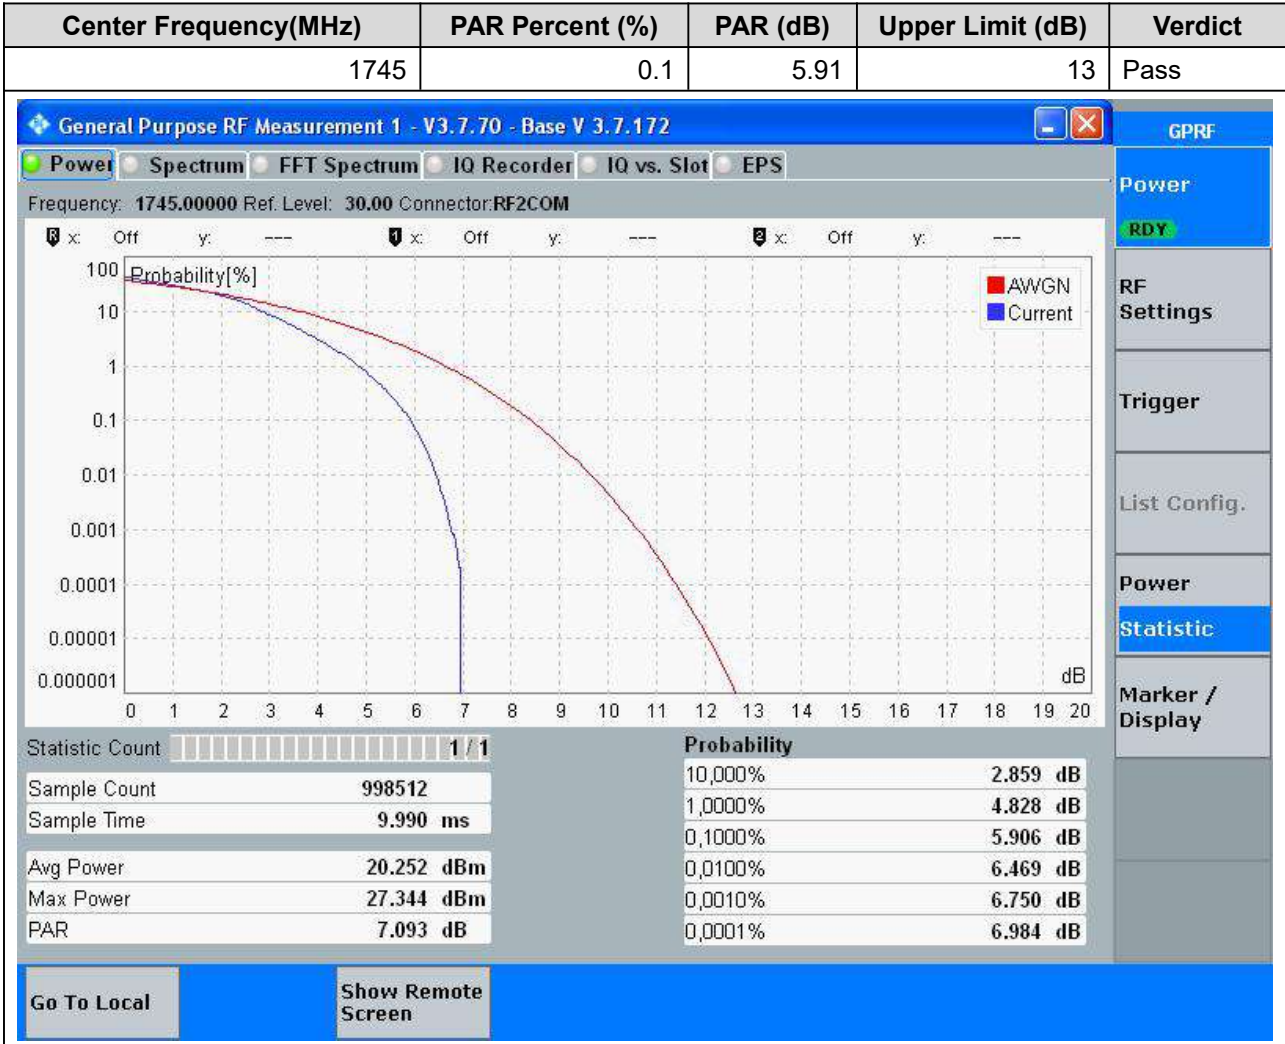 Center Frequency(MHz) PAR Percent (%) PAR (dB) Upper Limit (dB) Verdict
1745 0.1 5.91 13 Pass
General Purpose RF Measurement 1 - V3.7.70 - Base V 3.7.172
GPRF
Power Spectrum FFT Spectrum IQ Recorder IQ vs. Slot EPS
Frequency: 1745.00000 Ref. Level: 30.00 Connector:RF2COM
R x: Off y: --- 1 x: Off y: --- 2 x: Off y: ---
Probability[%]
AWGN
Current
100
10
1
0.1
0.01
0.001
0.0001
0.00001
0.000001
dB
0 1 2 3 4 5 6 7 8 9 10 11 12 13 14 15 16 17 18 19 20
Statistic Count 1 / 1
Sample Count 998512
Sample Time 9.990 ms
Avg Power 20.252 dBm
Max Power 27.344 dBm
PAR 7.093 dB
Probability
10,000% 2.859 dB
1,0000% 4.828 dB
0,1000% 5.906 dB
0,0100% 6.469 dB
0,0010% 6.750 dB
0,0001% 6.984 dB
Power
RDY
RF
Settings
Trigger
List Config.
Power
Statistic
Marker /
Display
Go To Local
Show Remote
Screen